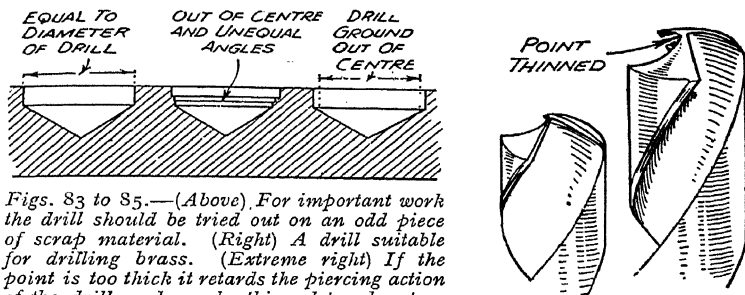 EQUAL TO
DIAMETER
OF DRILL
OUT OF CENTRE
AND UNEQUAL
ANGLES
DRILL
GROUND
OUT OF
CENTRE
POINT
THINNED
Figs. 83 to 85.—(Above). For important work
the drill should be tried out on an odd piece
of scrap material. (Right) A drill suitable
for drilling brass. (Extreme right) If the
point is too thick it retards the piercing action